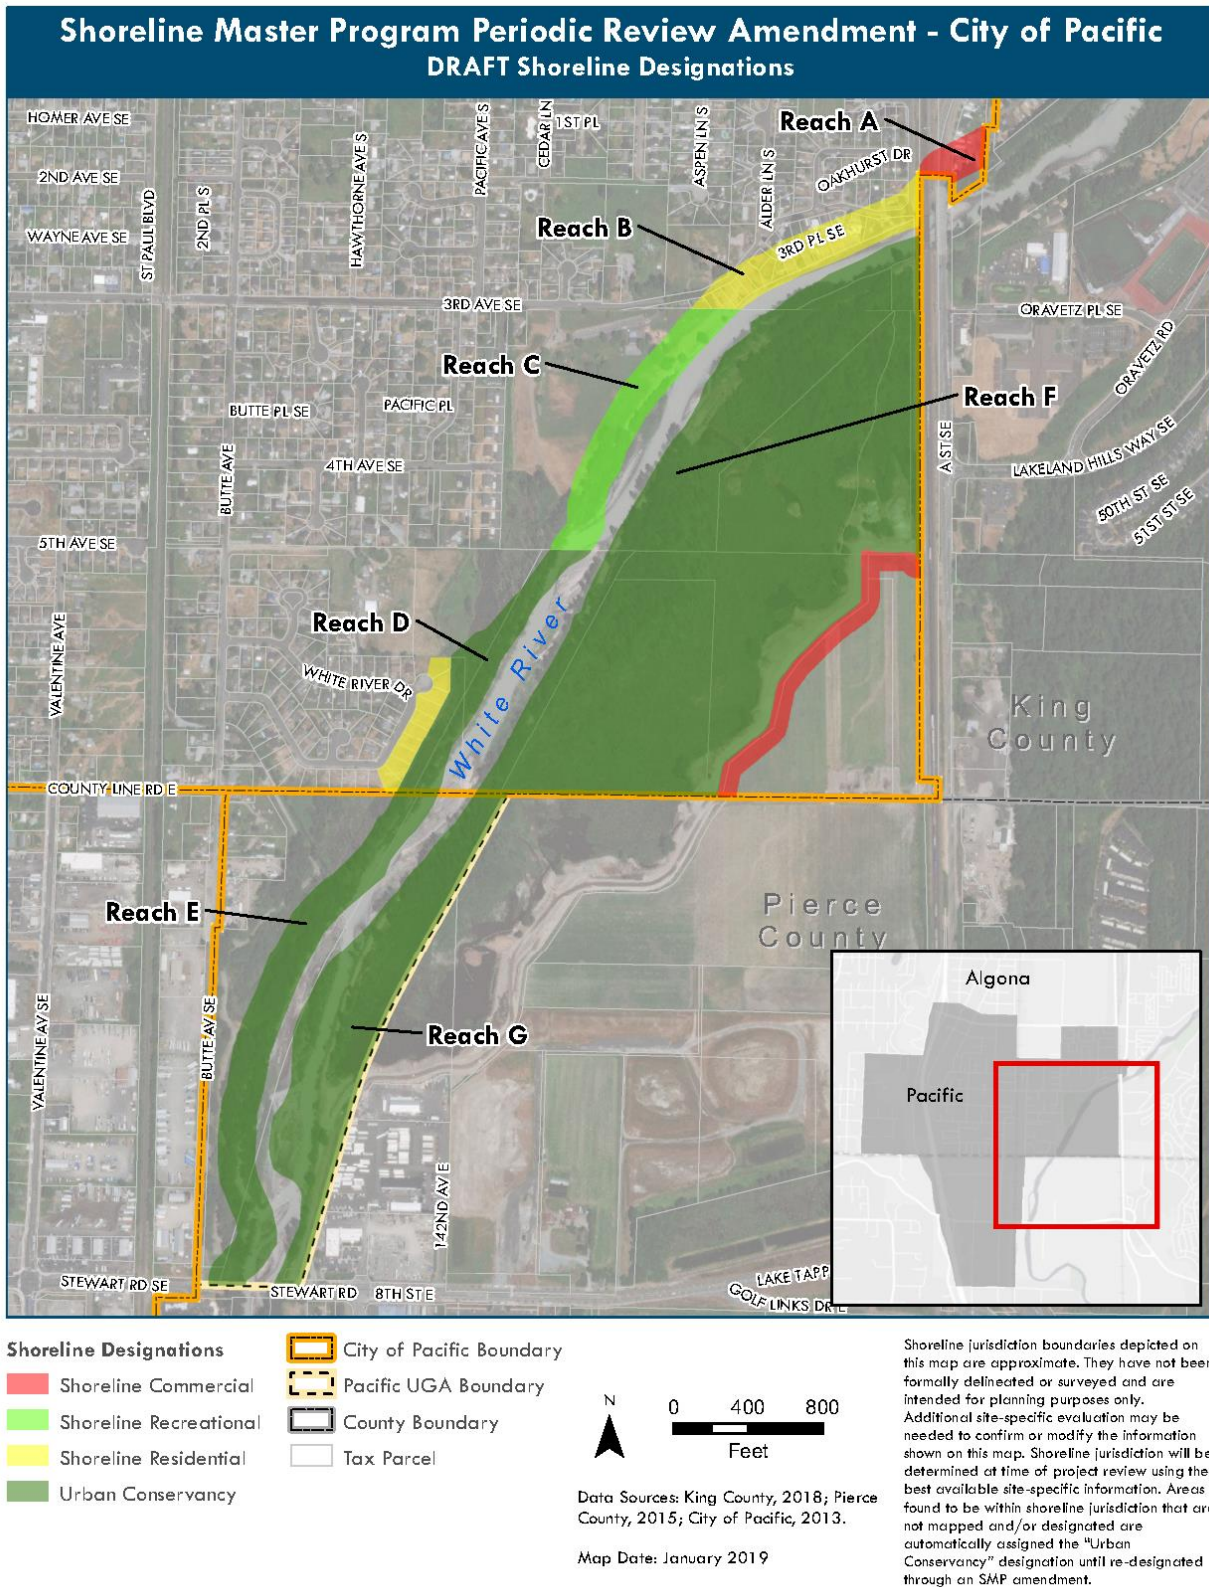 Shoreline Master Program Periodic Review Amendment - City of Pacific
DRAFT Shoreline Designations
HOMER AVE SE
2ND AVE SE
WAYNE AVE SE
ST PAUL BLVD
2ND PL S
HAWTHORNE AVE S
PACIFIC AVE S
CEDAR LN
1ST PL
ASPEN LN S
ALDER LN S
OAKHURST DR
Reach A
Reach B
3RD PL SE
3RD AVE SE
ORAVETZ PL SE
ORAVETZ RD
Reach C
Reach F
BUTTE PL SE
PACIFIC PL
4TH AVE SE
BUTTE AVE
A ST SE
LAKELAND HILLS WAY SE
50TH ST SE
51ST ST SE
5TH AVE SE
VALENTINE AVE
Reach D
WHITE RIVER DR
White River
King
County
COUNTY LINE RD E
Reach E
Pierce
County
VALENTINE AV SE
BUTTE AV SE
Reach G
142ND AV E
STEWART RD SE
STEWART RD
8TH ST E
LAKE TAPP
GOLF LINKS DR E
Algona
Pacific
Shoreline Designations
Shoreline Commercial
Shoreline Recreational
Shoreline Residential
Urban Conservancy
City of Pacific Boundary
Pacific UGA Boundary
County Boundary
Tax Parcel
N
0 400 800
Feet
Data Sources: King County, 2018; Pierce
County, 2015; City of Pacific, 2013.
Map Date: January 2019
Shoreline jurisdiction boundaries depicted on
this map are approximate. They have not been
formally delineated or surveyed and are
intended for planning purposes only.
Additional site-specific evaluation may be
needed to confirm or modify the information
shown on this map. Shoreline jurisdiction will be
determined at time of project review using the
best available site-specific information. Areas
found to be within shoreline jurisdiction that are
not mapped and/or designated are
automatically assigned the "Urban
Conservancy" designation until re-designated
through an SMP amendment.